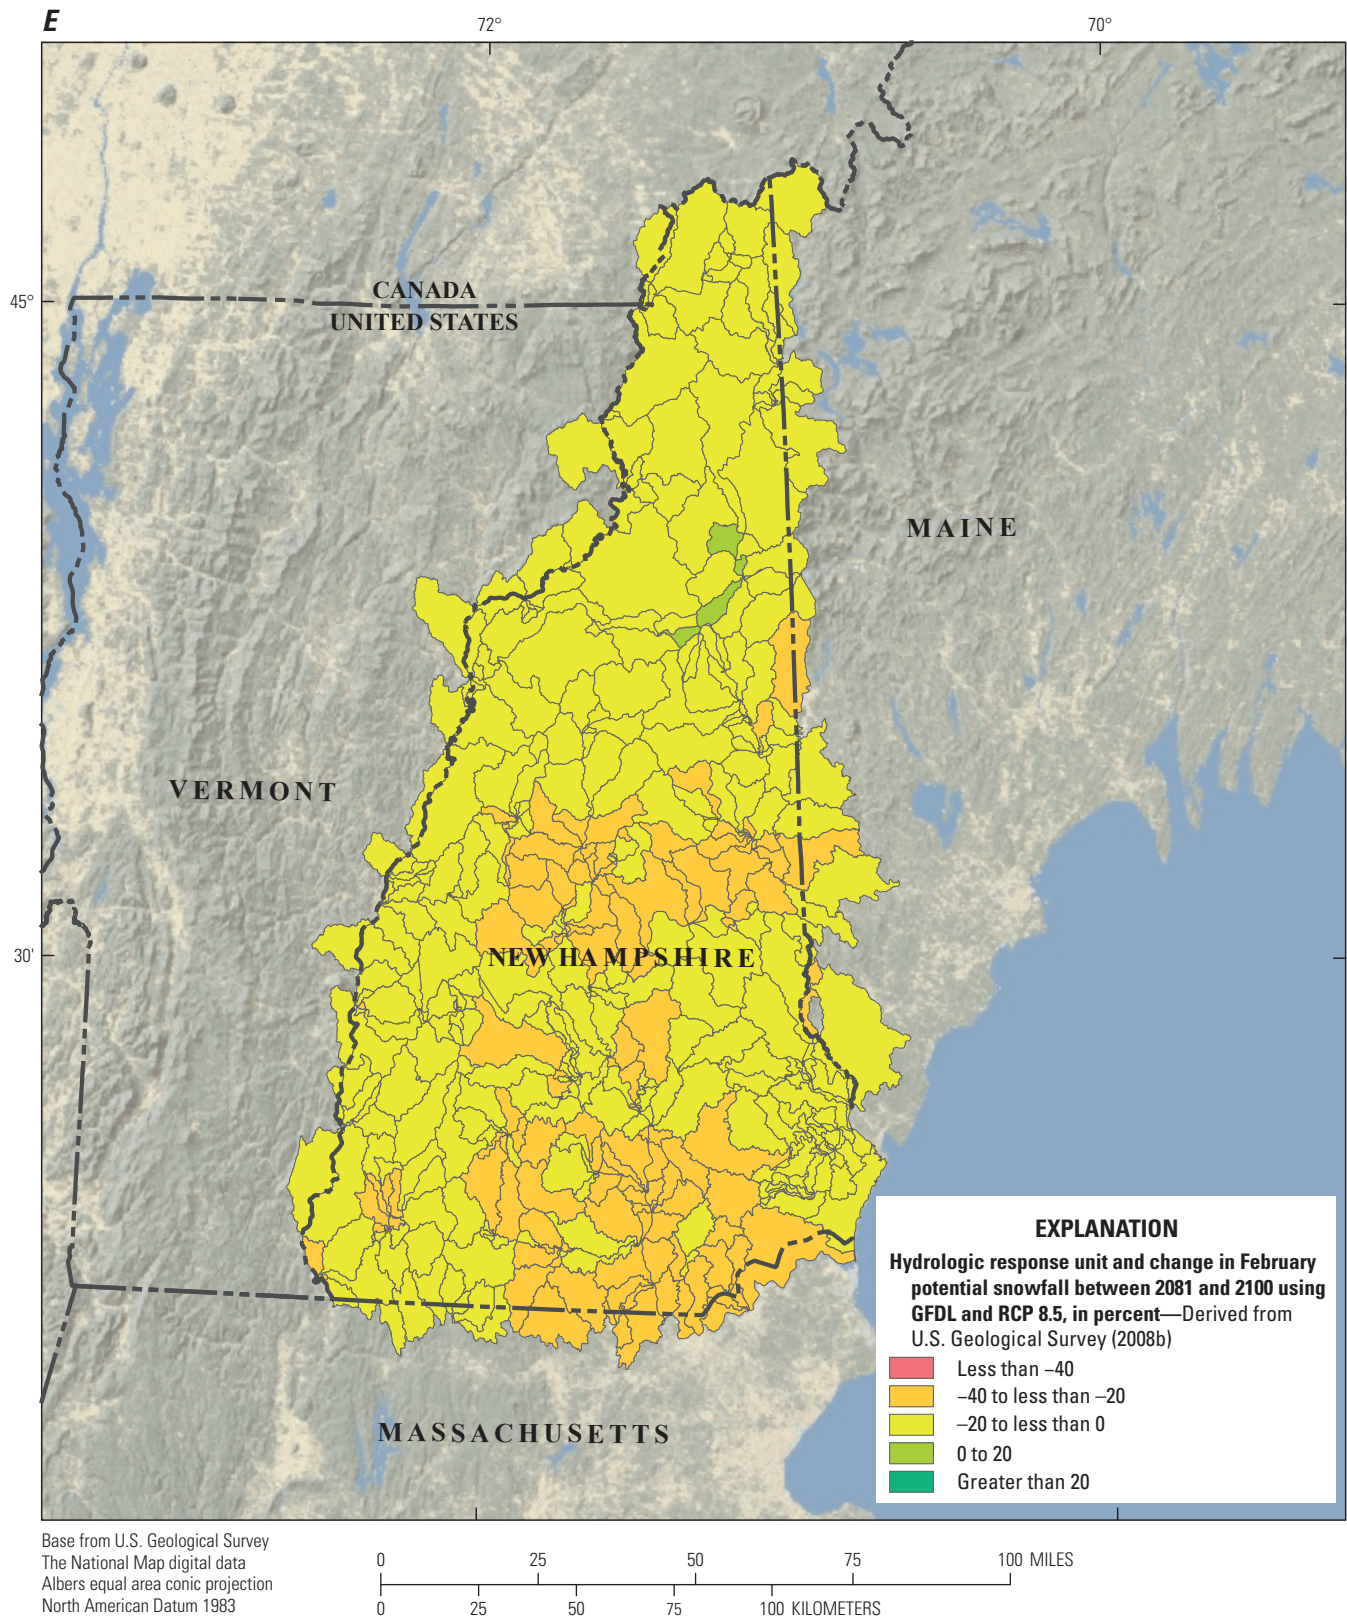 E
72°
70°
45°
CANADA
UNITED STATES
MAINE
VERMONT
30'
NEW HAMPSHIRE
EXPLANATION
Hydrologic response unit and change in February
potential snowfall between 2081 and 2100 using
GFDL and RCP 8.5, in percent—Derived from
U.S. Geological Survey (2008b)
Less than −40
−40 to less than −20
−20 to less than 0
0 to 20
Greater than 20
MASSACHUSETTS
Base from U.S. Geological Survey
The National Map digital data
Albers equal area conic projection
North American Datum 1983
0 25 50 75 100 MILES
0 25 50 75 100 KILOMETERS